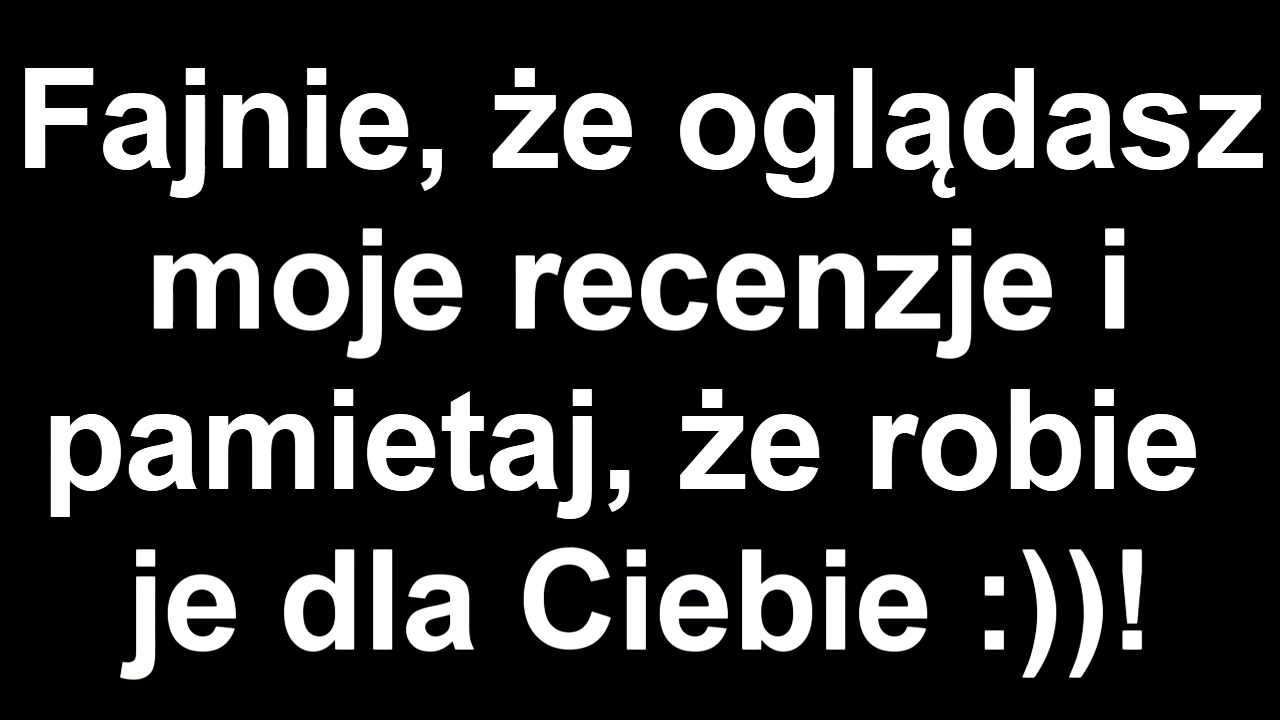 Fajnie, że oglądasz
moje recenzje i
pamietaj, że robie
je dla Ciebie :))!